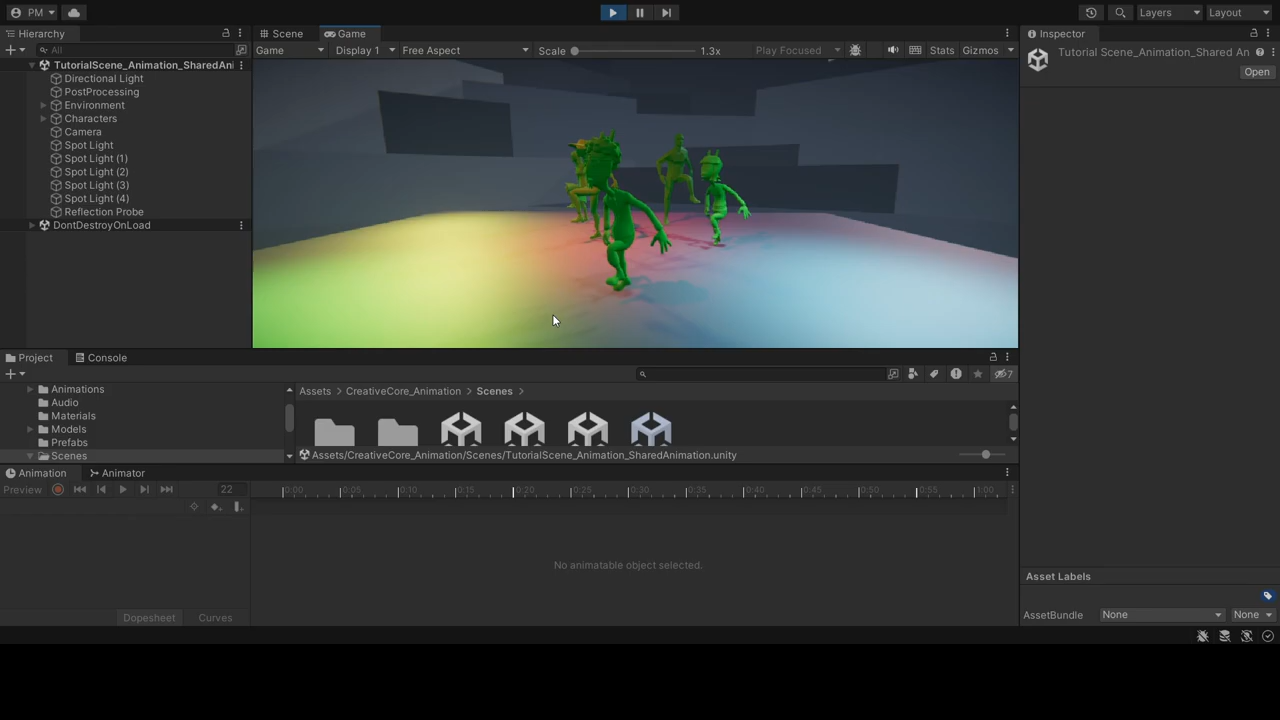 PM
Layers
Layout
Hierarchy
Scene
Game
Inspector
All
Game
Display 1
Free Aspect
Scale
1.3x
Play Focused
Stats
Gizmos
Tutorial Scene_Animation_Shared An
Open
TutorialScene_Animation_SharedAni
Directional Light
PostProcessing
Environment
Characters
Camera
Spot Light
Spot Light (1)
Spot Light (2)
Spot Light (3)
Spot Light (4)
Reflection Probe
DontDestroyOnLoad
Project
Console
7
Animations
Audio
Materials
Models
Prefabs
Scenes
Assets > CreativeCore_Animation > Scenes >
Assets/CreativeCore_Animation/Scenes/TutorialScene_Animation_SharedAnimation.unity
Animation
Animator
Preview
22
0:00 0:05 0:10 0:15 0:20 0:25 0:30 0:35 0:40 0:45 0:50 0:55 1:00
No animatable object selected.
Dopesheet
Curves
Asset Labels
AssetBundle
None
None